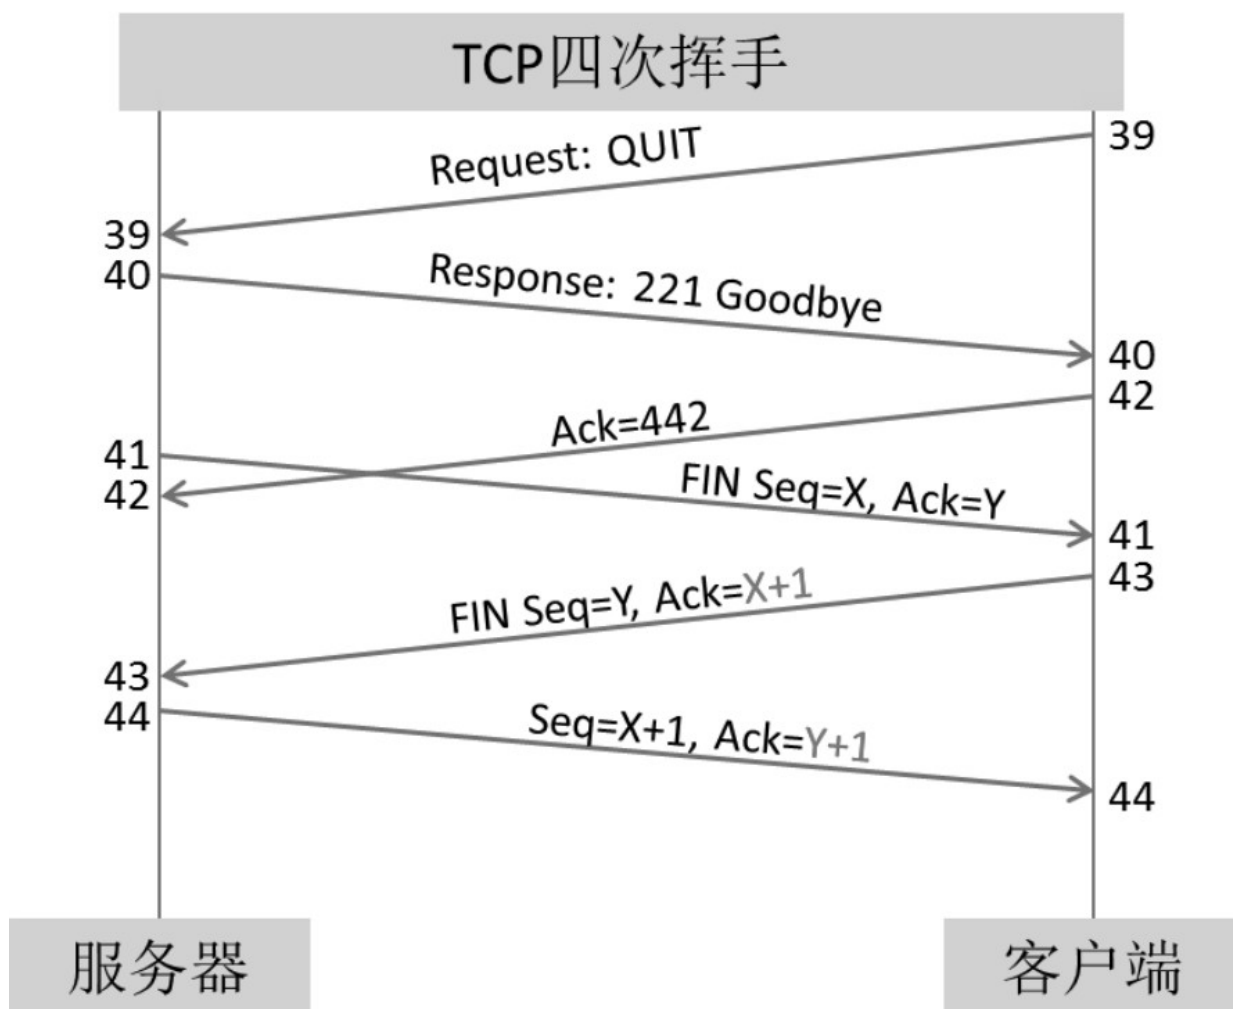 TCP四次挥手
Request: QUIT
39
39
40
Response: 221 Goodbye
40
42
Ack=442
41
42
FIN Seq=X, Ack=Y
41
43
FIN Seq=Y, Ack=X+1
43
44
Seq=X+1, Ack=Y+1
44
服务器
客户端